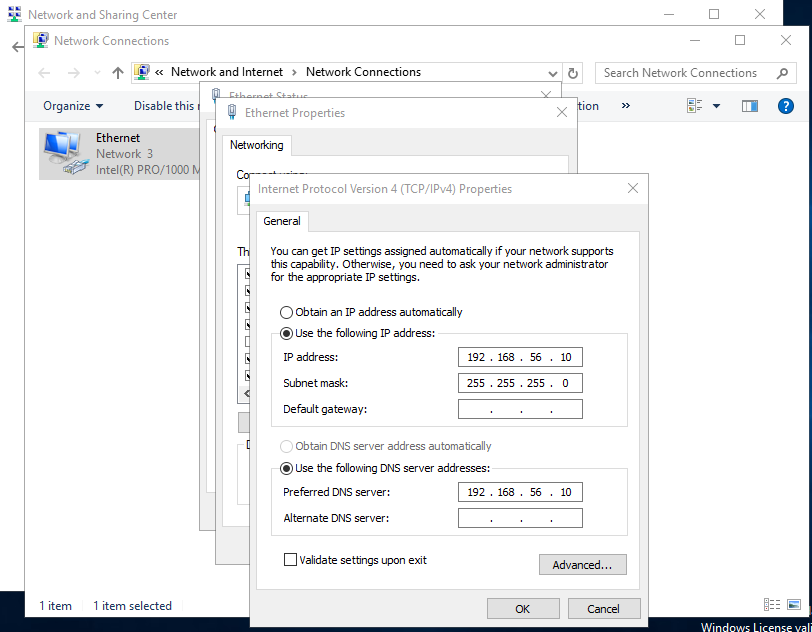 Network and Sharing Center
Network Connections
« Network and Internet > Network Connections
Search Network Connections
Ethernet Status
Organize
Disable this
Ethernet Properties
Ethernet
Network 3
Intel(R) PRO/1000 M
Networking
Internet Protocol Version 4 (TCP/IPv4) Properties
General
You can get IP settings assigned automatically if your network supports
this capability. Otherwise, you need to ask your network administrator
for the appropriate IP settings.
Obtain an IP address automatically
Use the following IP address:
IP address: 192 . 168 . 56 . 10
Subnet mask: 255 . 255 . 255 . 0
Default gateway: . . .
Obtain DNS server address automatically
Use the following DNS server addresses:
Preferred DNS server: 192 . 168 . 56 . 10
Alternate DNS server: . . .
Validate settings upon exit
Advanced...
OK Cancel
1 item 1 item selected
Windows License vali